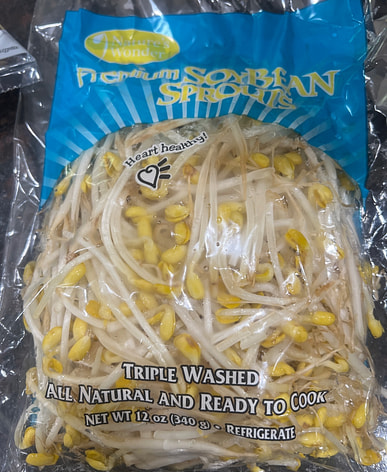 Nature's
Wonder
Premium SOYBEAN
SPROUTS
Heart healthy!
TRIPLE WASHED
ALL NATURAL AND READY TO COOK
NET WT 12 oz (340 g) • REFRIGERATE